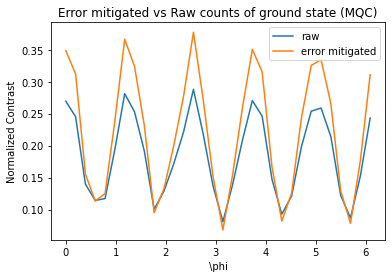 Error mitigated vs Raw counts of ground state (MQC)
raw
error mitigated
Normalized Contrast
0.35
0.30
0.25
0.20
0.15
0.10
0 1 2 3 4 5 6
\phi